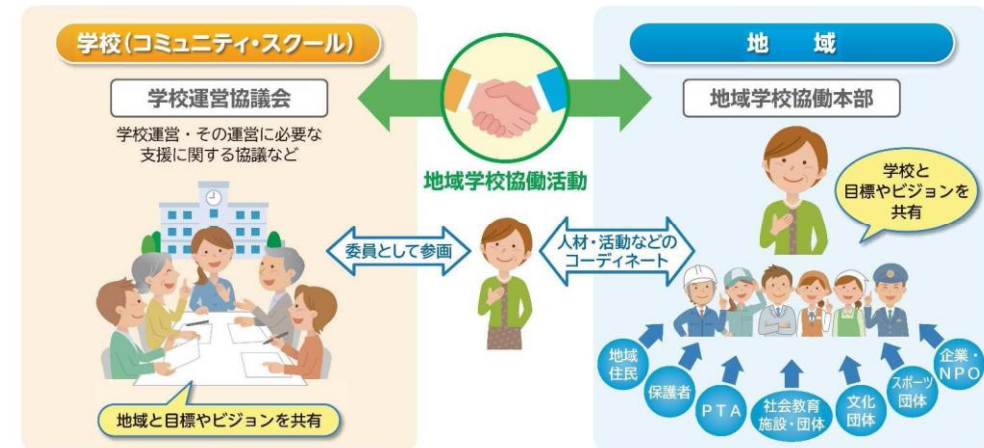 学校(コミュニティ・スクール)
学校運営協議会
学校運営・その運営に必要な
支援に関する協議など
地域と目標やビジョンを共有
地域学校協働活動
委員として参画
人材・活動などの
コーディネート
地 域
地域学校協働本部
学校と
目標やビジョンを
共有
地域
住民
保護者
PTA
社会教育
施設・団体
文化
団体
スポーツ
団体
企業・
NPO